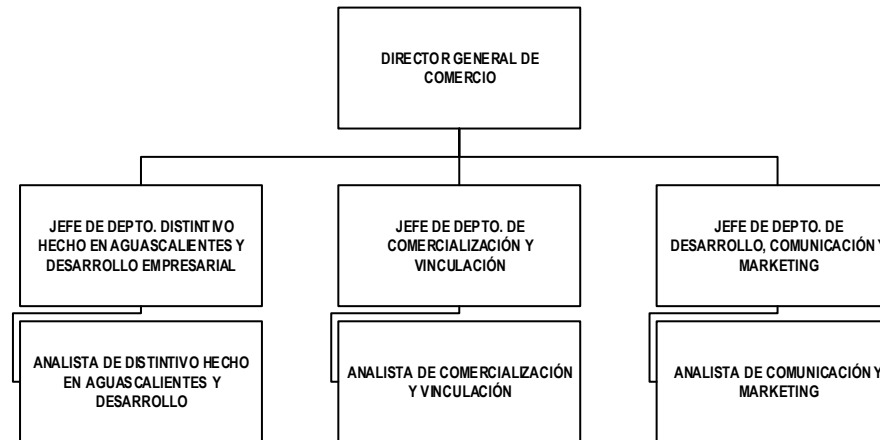 DIRECTOR GENERAL DE
COMERCIO
JEFE DE DEPTO. DISTINTIVO
HECHO EN AGUASCALIENTES Y
DESARROLLO EMPRESARIAL
JEFE DE DEPTO. DE
COMERCIALIZACIÓN Y
VINCULACIÓN
JEFE DE DEPTO. DE
DESARROLLO, COMUNICACIÓN Y
MARKETING
ANALISTA DE DISTINTIVO HECHO
EN AGUASCALIENTES Y
DESARROLLO
ANALISTA DE COMERCIALIZACIÓN
Y VINCULACIÓN
ANALISTA DE COMUNICACIÓN Y
MARKETING